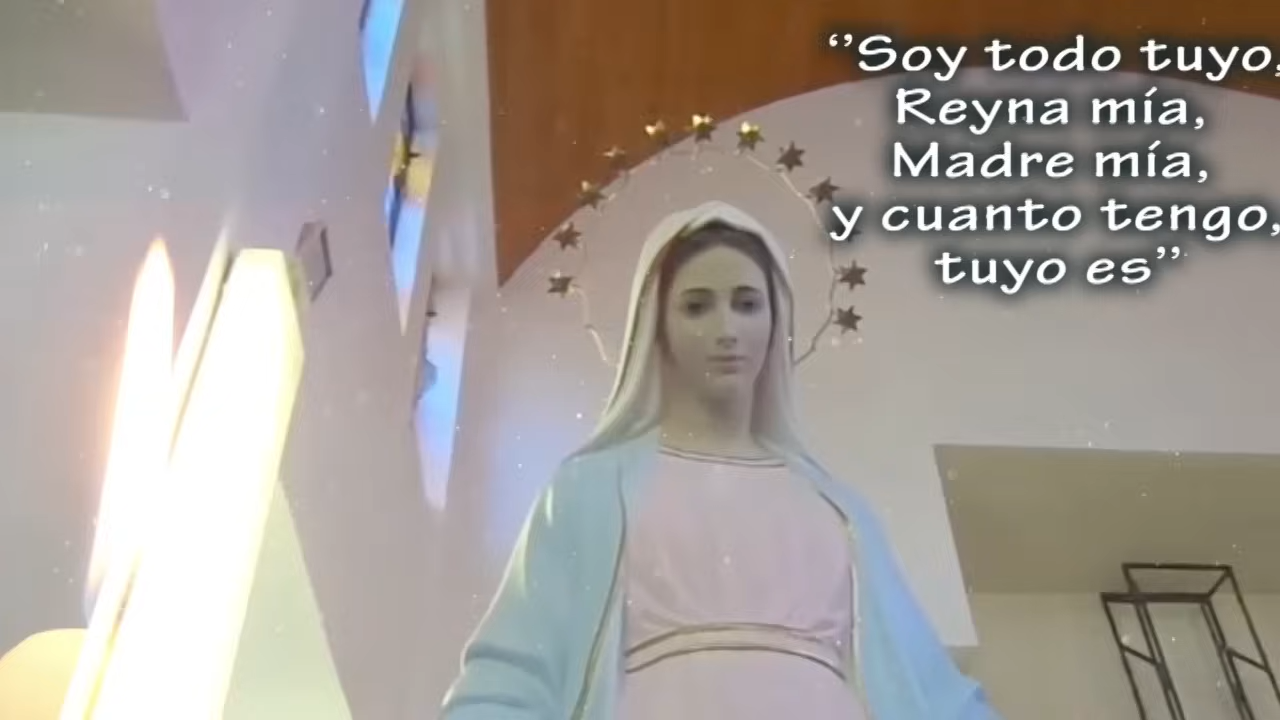 ‘’Soy todo tuyo,
Reyna mía,
Madre mía,
y cuanto tengo,
tuyo es’’